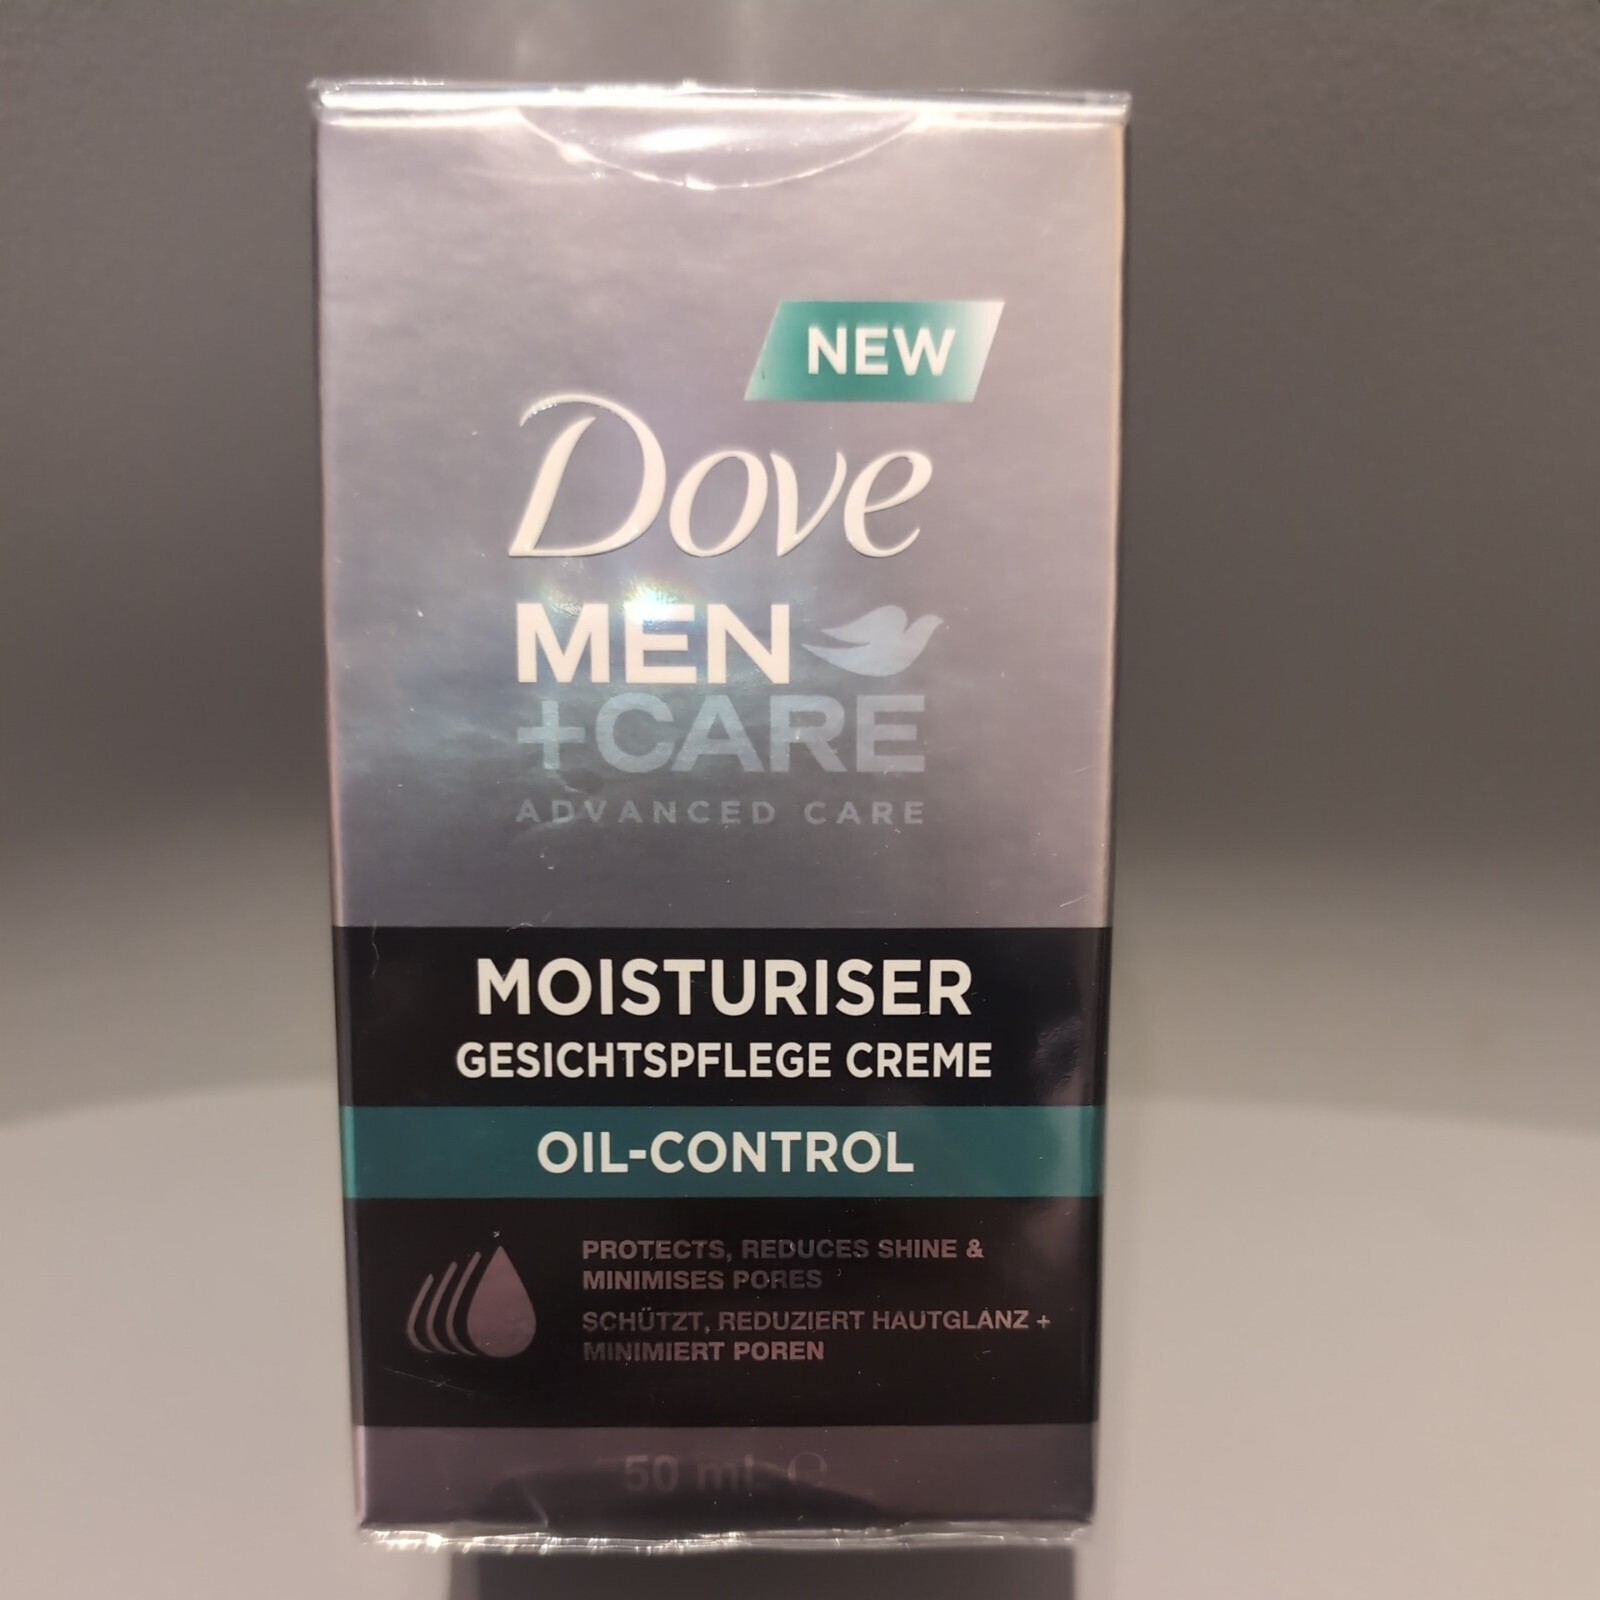 NEW
Dove
MEN
+CARE
ADVANCED CARE
MOISTURISER
GESICHTSPFLEGE CREME
OIL-CONTROL
PROTECTS, REDUCES SHINE &
MINIMISES PORES
SCHÜTZT, REDUZIERT HAUTGLANZ +
MINIMIERT POREN
50 ml ℮